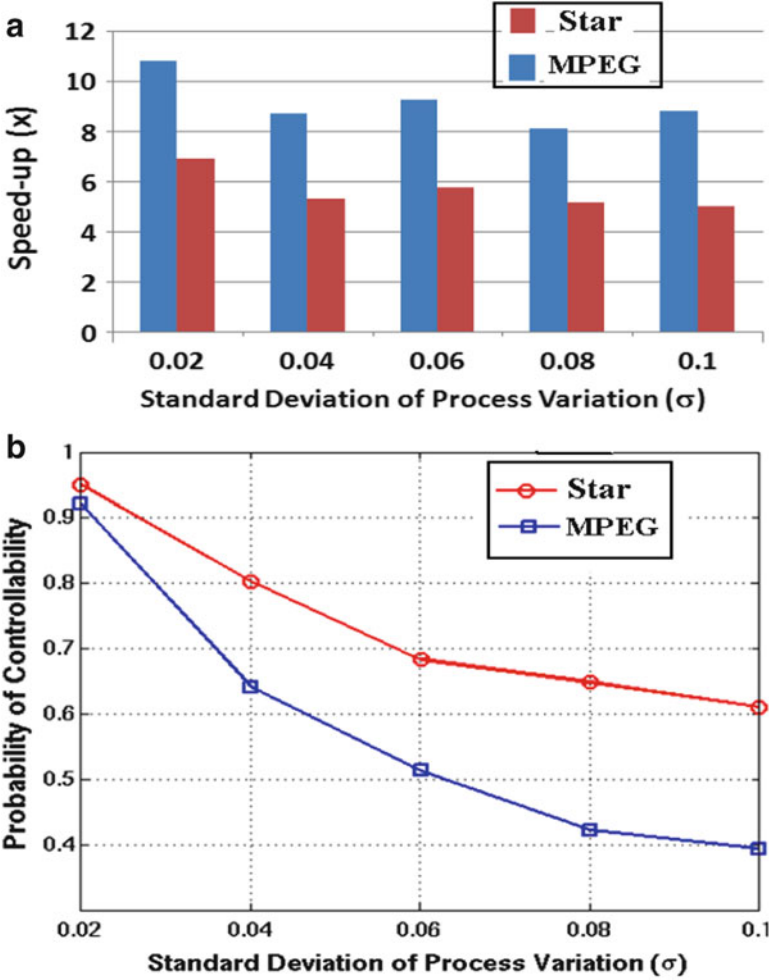 a
Star
MPEG
Speed-up (x)
12
10
8
6
4
2
0
0.02 0.04 0.06 0.08 0.1
Standard Deviation of Process Variation (σ)
b
Star
MPEG
Probability of Controllability
1
0.9
0.8
0.7
0.6
0.5
0.4
0.02 0.04 0.06 0.08 0.1
Standard Deviation of Process Variation (σ)